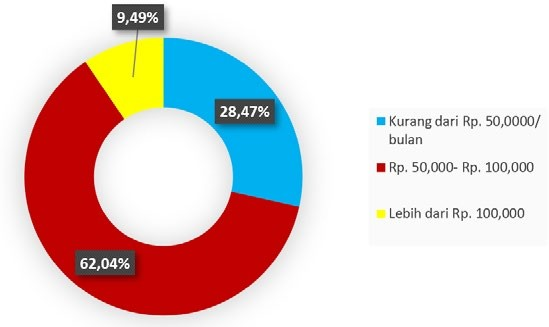 9,49%
28,47%
62,04%
Kurang dari Rp. 50,0000/
bulan
Rp. 50,000- Rp. 100,000
Lebih dari Rp. 100,000